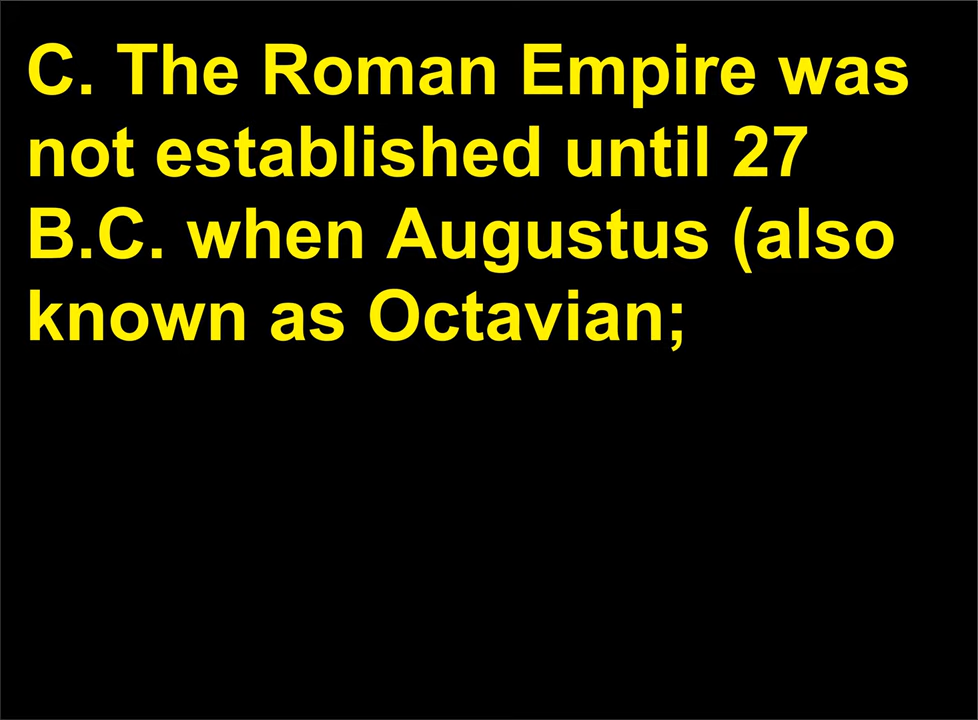 C. The Roman Empire was
not established until 27
B.C. when Augustus (also
known as Octavian;